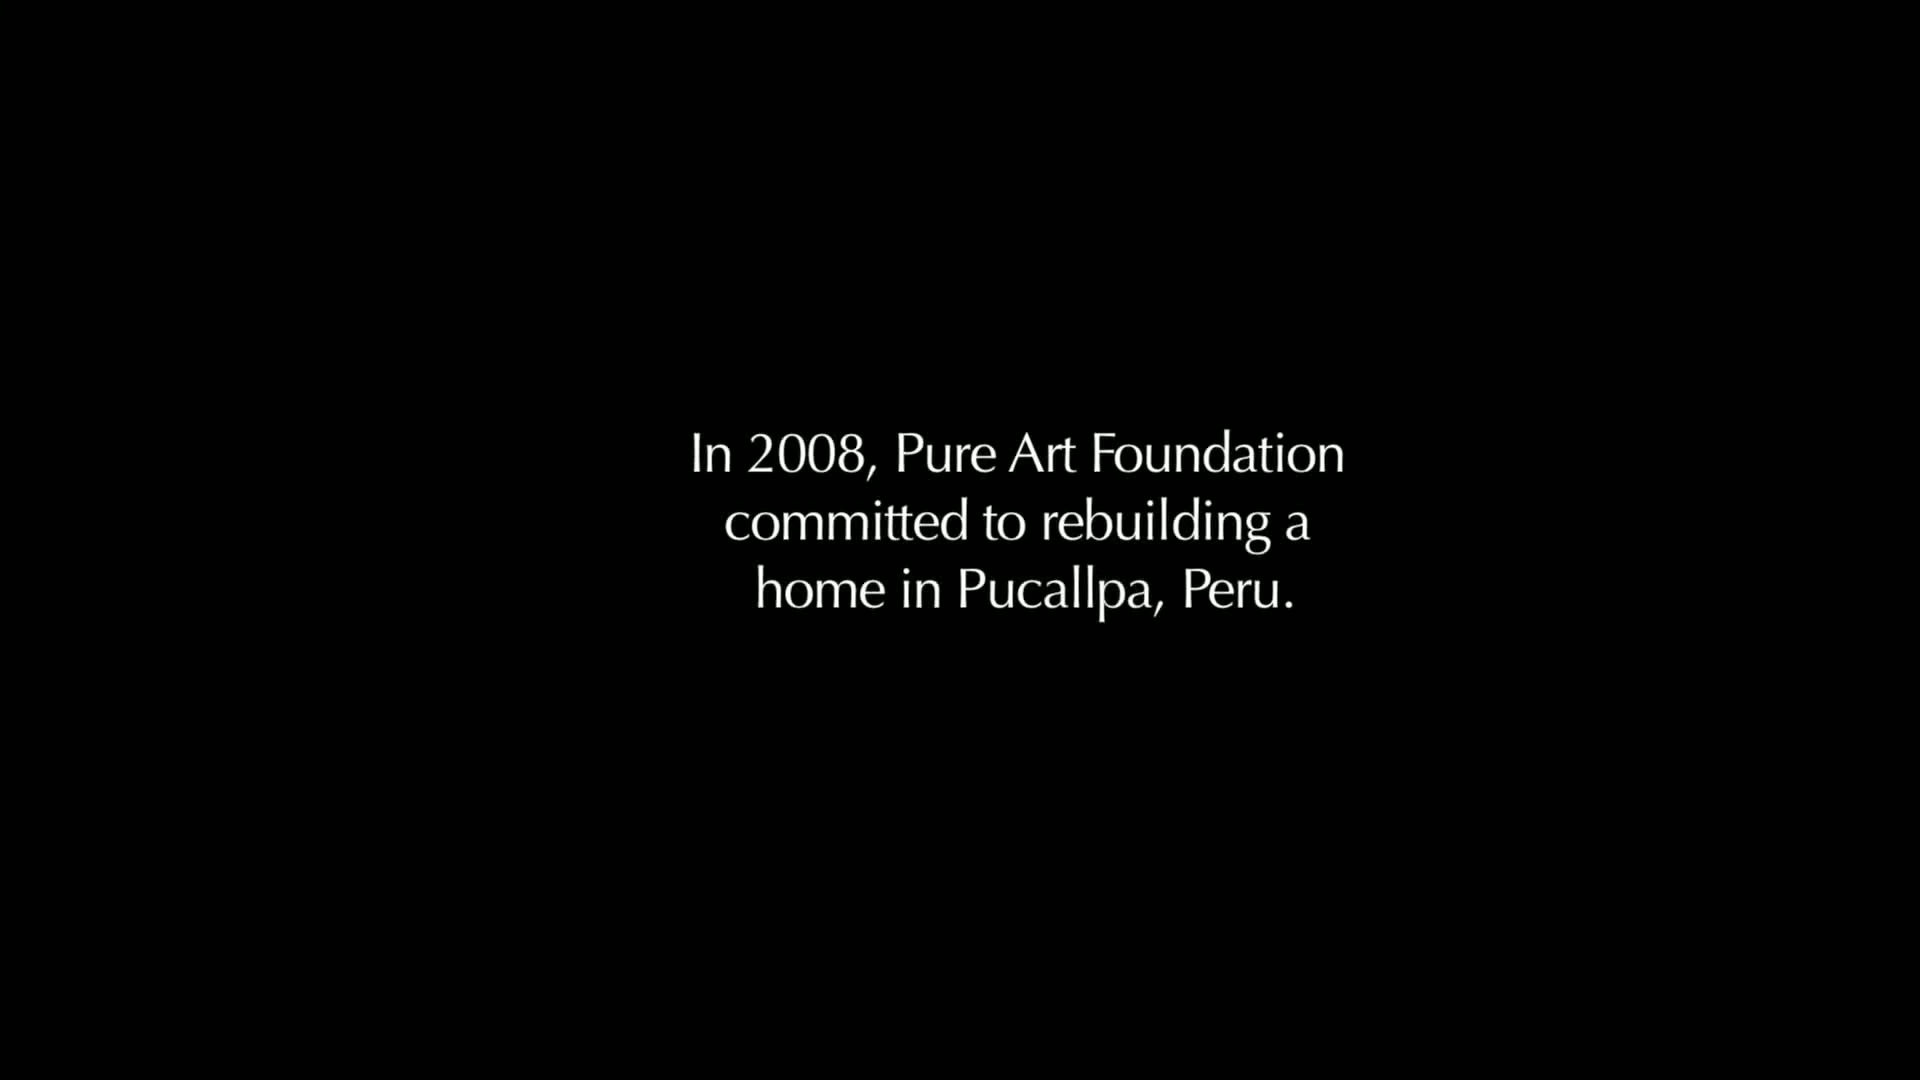 In 2008, Pure Art Foundation
committed to rebuilding a
home in Pucallpa, Peru.